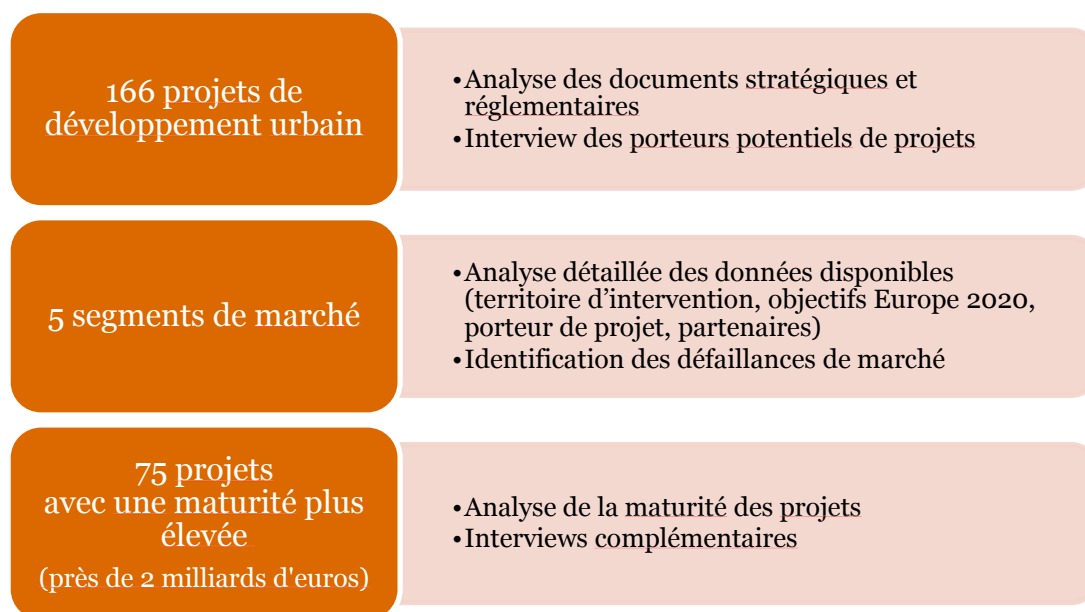 166 projets de
développement urbain
•Analyse des documents stratégiques et
réglementaires
•Interview des porteurs potentiels de projets
5 segments de marché
•Analyse détaillée des données disponibles
(territoire d'intervention, objectifs Europe 2020,
porteur de projet, partenaires)
•Identification des défaillances de marché
75 projets
avec une maturité plus
élevée
(près de 2 milliards d'euros)
•Analyse de la maturité des projets
•Interviews complémentaires